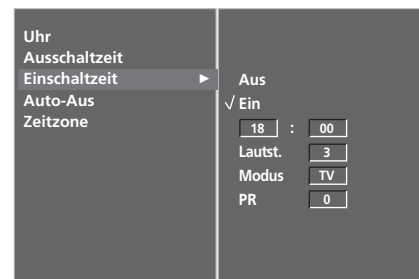 Uhr
Ausschaltzeit
Einschaltzeit ►
Auto-Aus
Zeitzone
Aus
√ Ein
18 : 00
Lautst. 3
Modus TV
PR 0